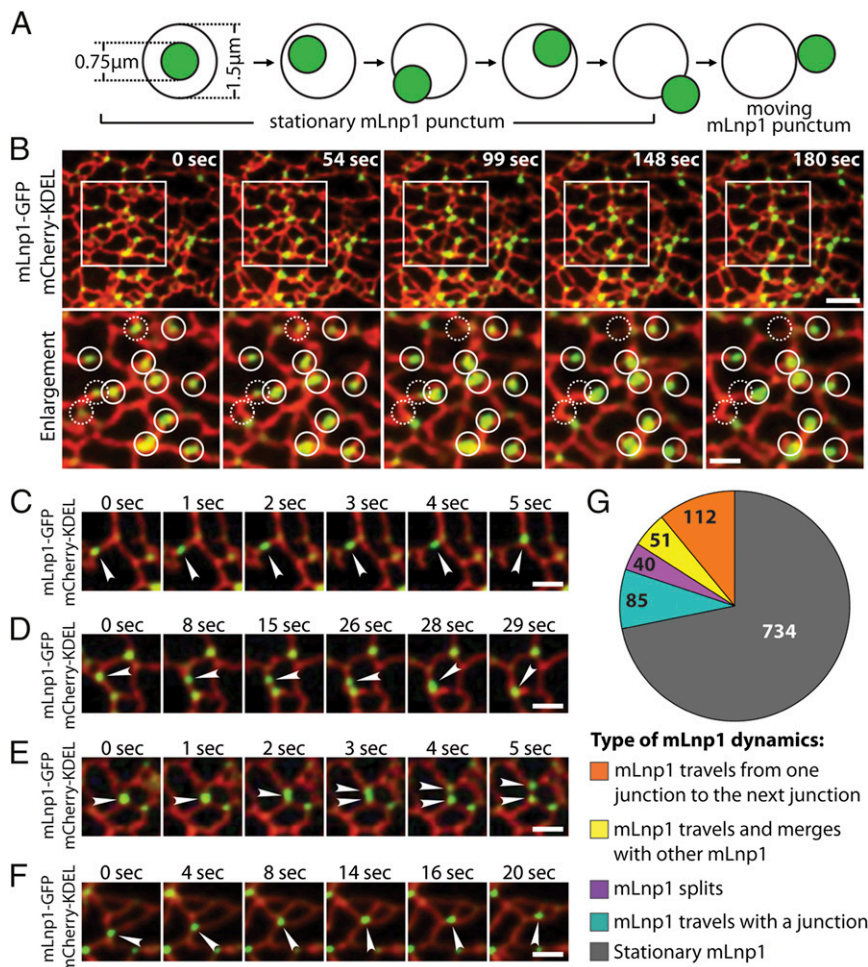 A
0.75μm
1.5μm
stationary mLnp1 punctum
moving
mLnp1 punctum
B
mLnp1-GFP
mCherry-KDEL
0 sec
54 sec
99 sec
148 sec
180 sec
Enlargement
C
mLnp1-GFP
mCherry-KDEL
0 sec
1 sec
2 sec
3 sec
4 sec
5 sec
D
mLnp1-GFP
mCherry-KDEL
0 sec
8 sec
15 sec
26 sec
28 sec
29 sec
E
mLnp1-GFP
mCherry-KDEL
0 sec
1 sec
2 sec
3 sec
4 sec
5 sec
F
mLnp1-GFP
mCherry-KDEL
0 sec
4 sec
8 sec
14 sec
16 sec
20 sec
G
112
51
40
85
734
Type of mLnp1 dynamics:
mLnp1 travels from one
junction to the next junction
mLnp1 travels and merges
with other mLnp1
mLnp1 splits
mLnp1 travels with a junction
Stationary mLnp1